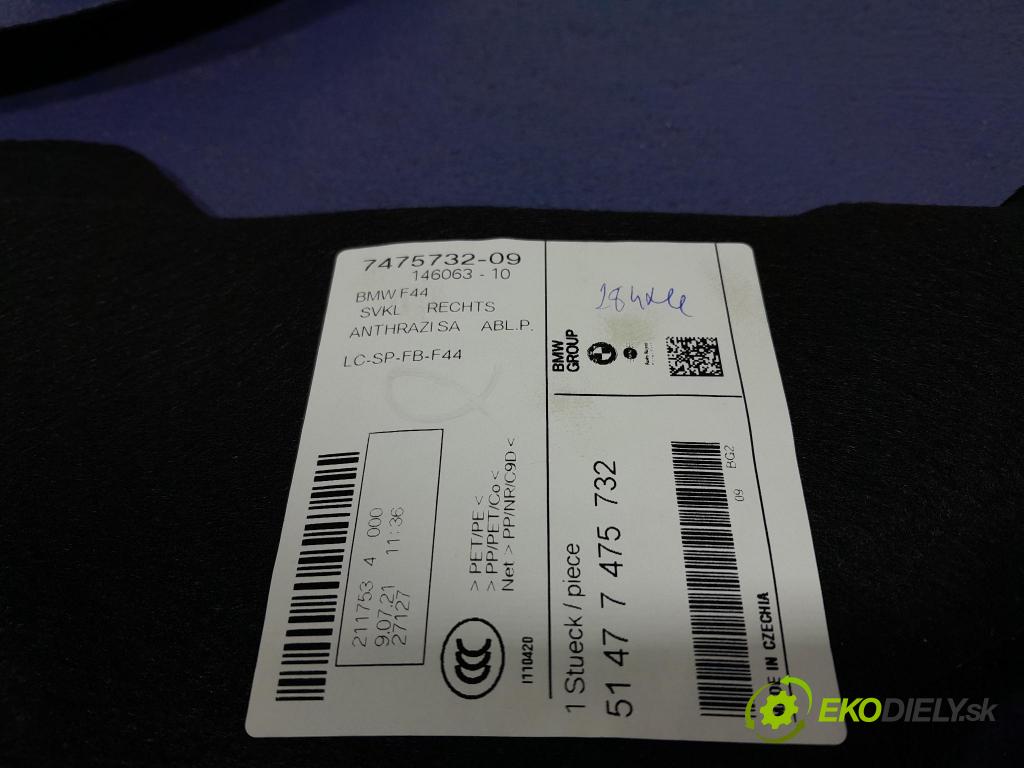 7475732-09
146063 - 10
BMW F44
SVKL RECHTS
ANTHRAZI SA ABL.P.
LC-SP-FB-F44
211753 4 000
9.07.21 11:36
27127
> PET/PE <
> PP/PET/Co <
Net > PP/NR/C9D <
CCC
I110420
BMW
GROUP
1 Stueck / piece
51 47 7 475 732
09 BG2
MADE IN CZECHIA
EKODIELY.sk